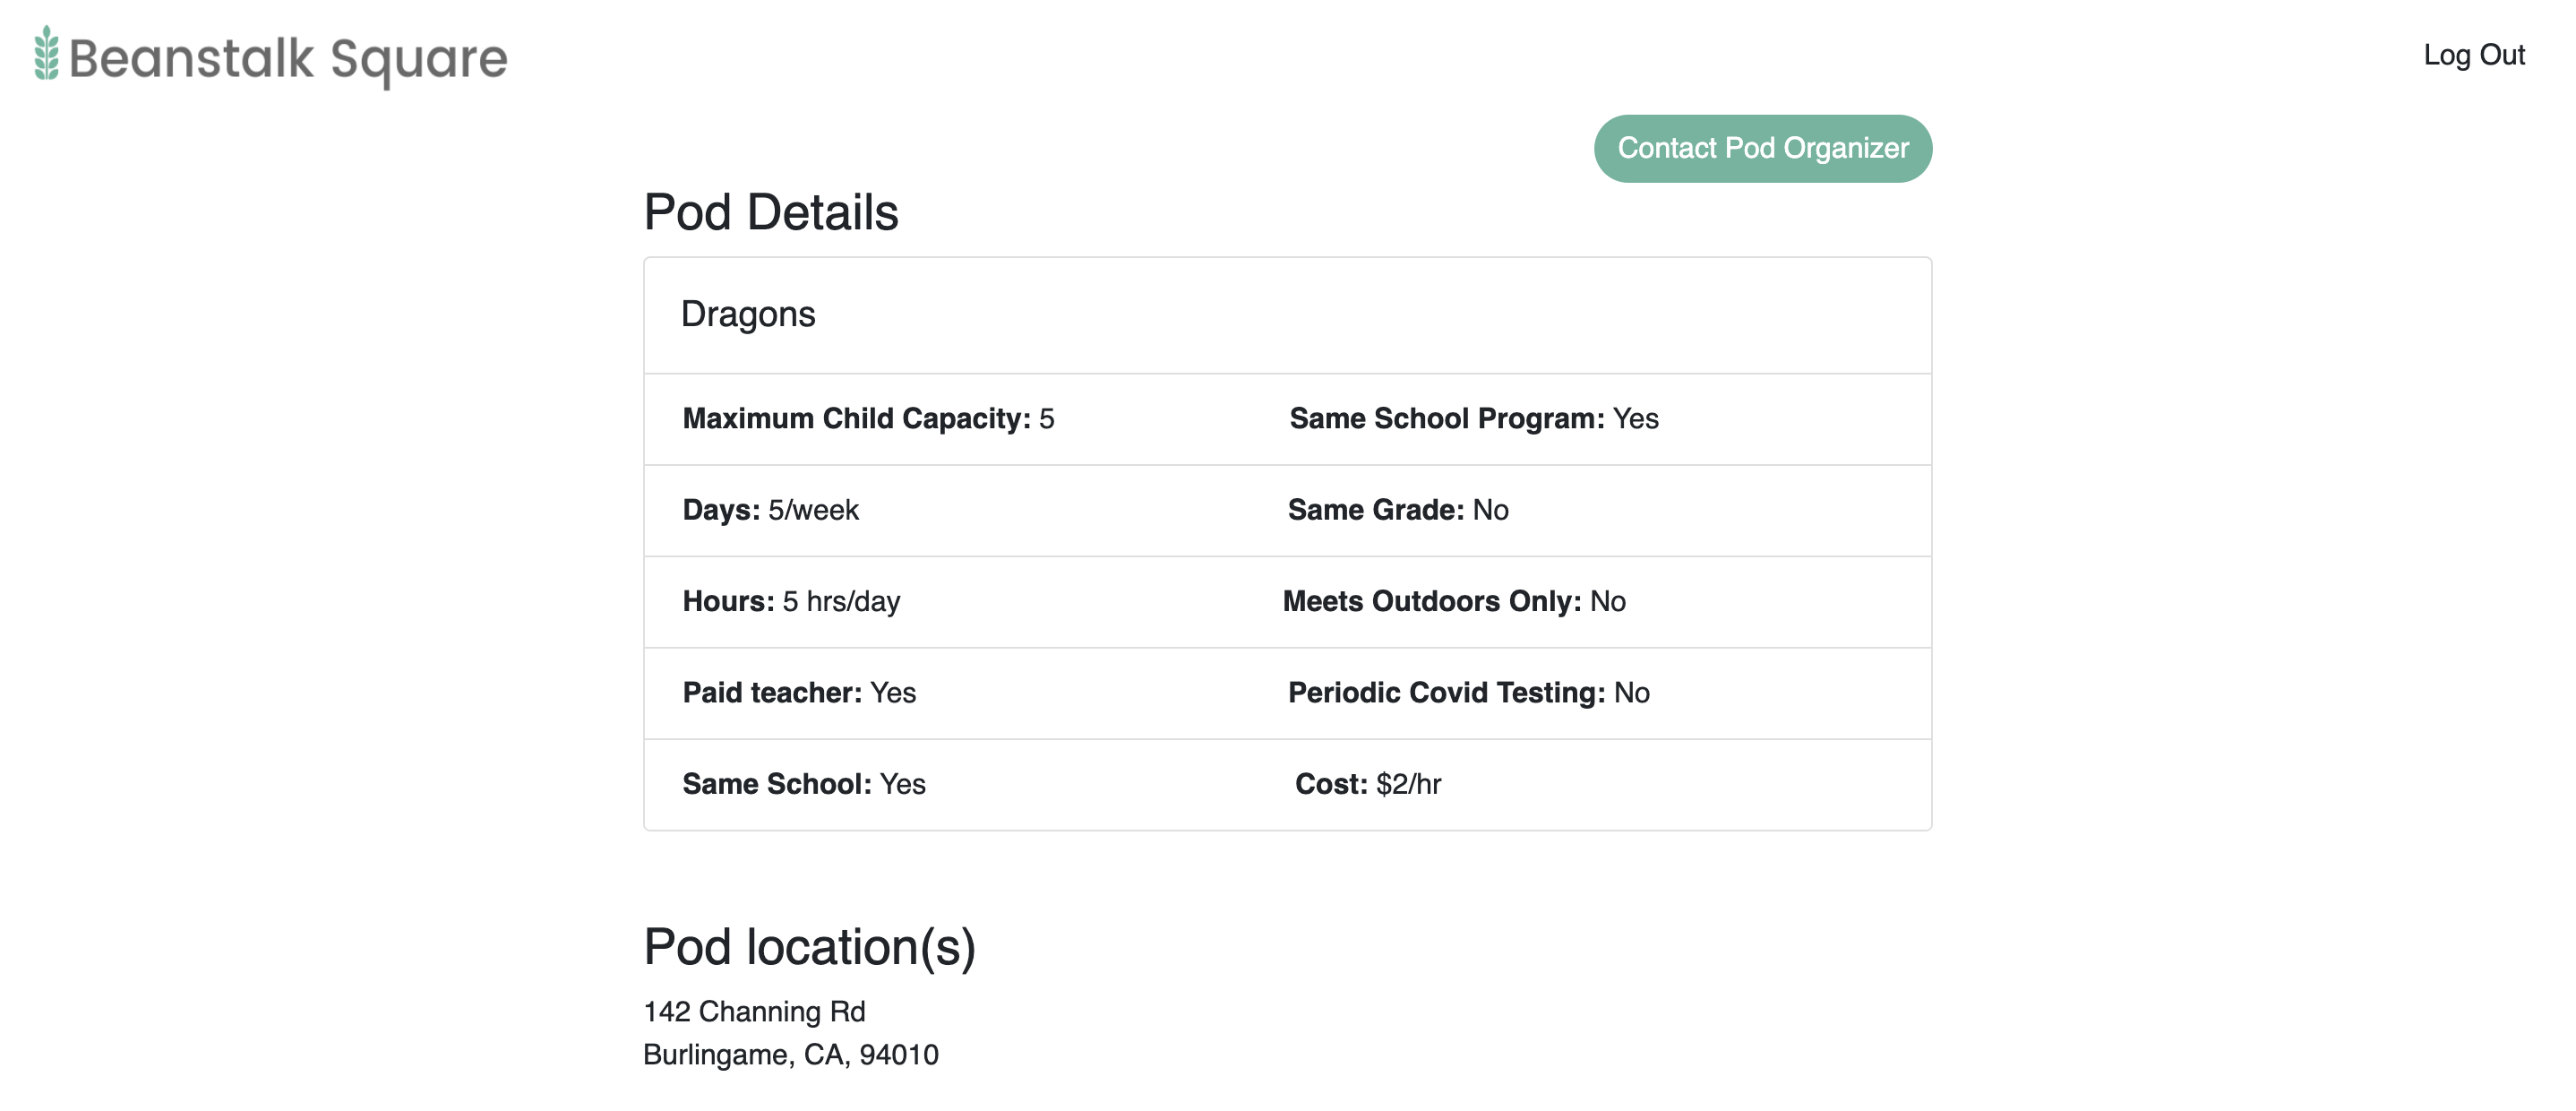 Beanstalk Square
Log Out
Contact Pod Organizer
Pod Details
Dragons
Maximum Child Capacity: 5
Same School Program: Yes
Days: 5/week
Same Grade: No
Hours: 5 hrs/day
Meets Outdoors Only: No
Paid teacher: Yes
Periodic Covid Testing: No
Same School: Yes
Cost: $2/hr
Pod location(s)
142 Channing Rd
Burlingame, CA, 94010